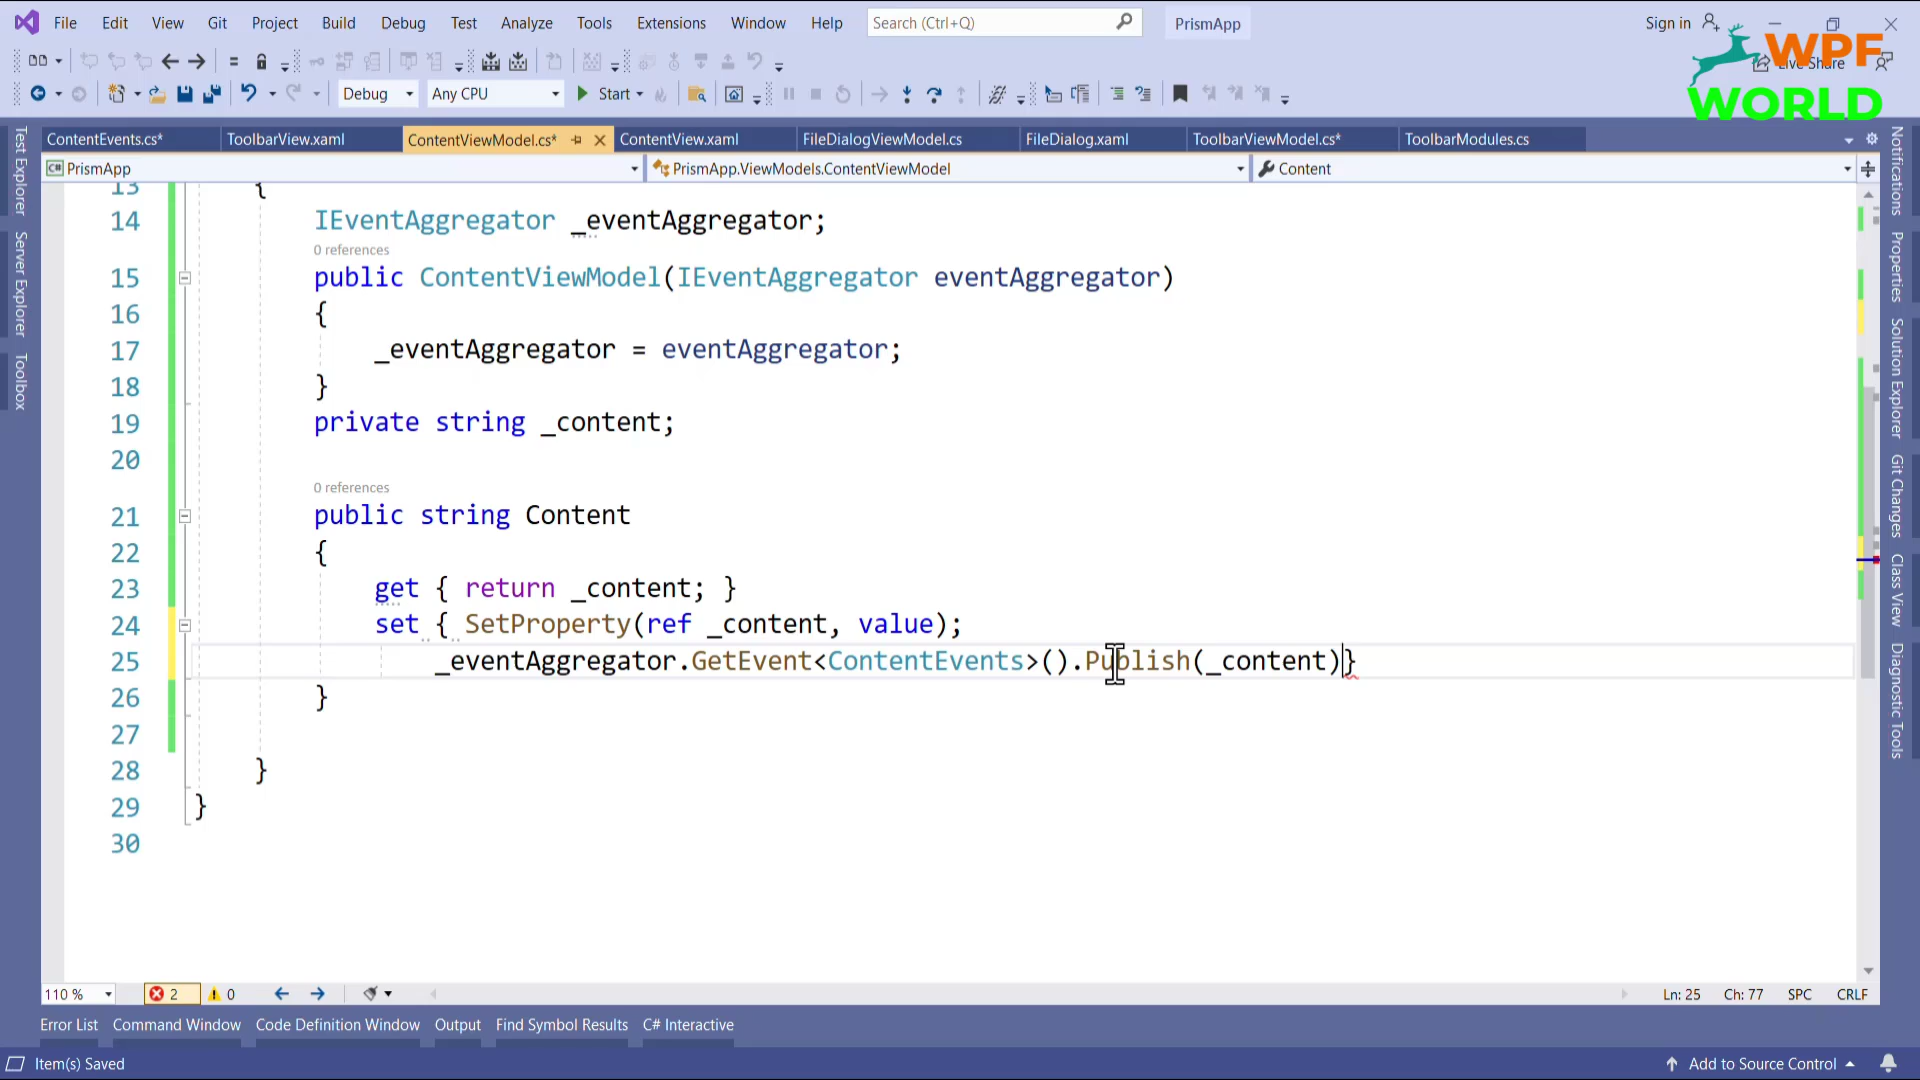 File Edit View Git Project Build Debug Test Analyze Tools Extensions Window Help Search (Ctrl+Q) PrismApp Sign in
WPF
Live Share
WORLD
Debug Any CPU Start
ContentEvents.cs* ToolbarView.xaml ContentViewModel.cs* ContentView.xaml FileDialogViewModel.cs FileDialog.xaml ToolbarViewModel.cs* ToolbarModules.cs
C# PrismApp PrismApp.ViewModels.ContentViewModel Content
Test Explorer
Server Explorer
Toolbox
13 {
14 IEventAggregator _eventAggregator;
0 references
15 public ContentViewModel(IEventAggregator eventAggregator)
16 {
17 _eventAggregator = eventAggregator;
18 }
19 private string _content;
20
0 references
21 public string Content
22 {
23 get { return _content; }
24 set { SetProperty(ref _content, value);
25 _eventAggregator.GetEvent<ContentEvents>().Publish(_content)}
26 }
27
28 }
29 }
30
Notifications
Properties
Solution Explorer
Git Changes
Class View
Diagnostic Tools
110 % 2 0 Ln: 25 Ch: 77 SPC CRLF
Error List Command Window Code Definition Window Output Find Symbol Results C# Interactive
Item(s) Saved Add to Source Control